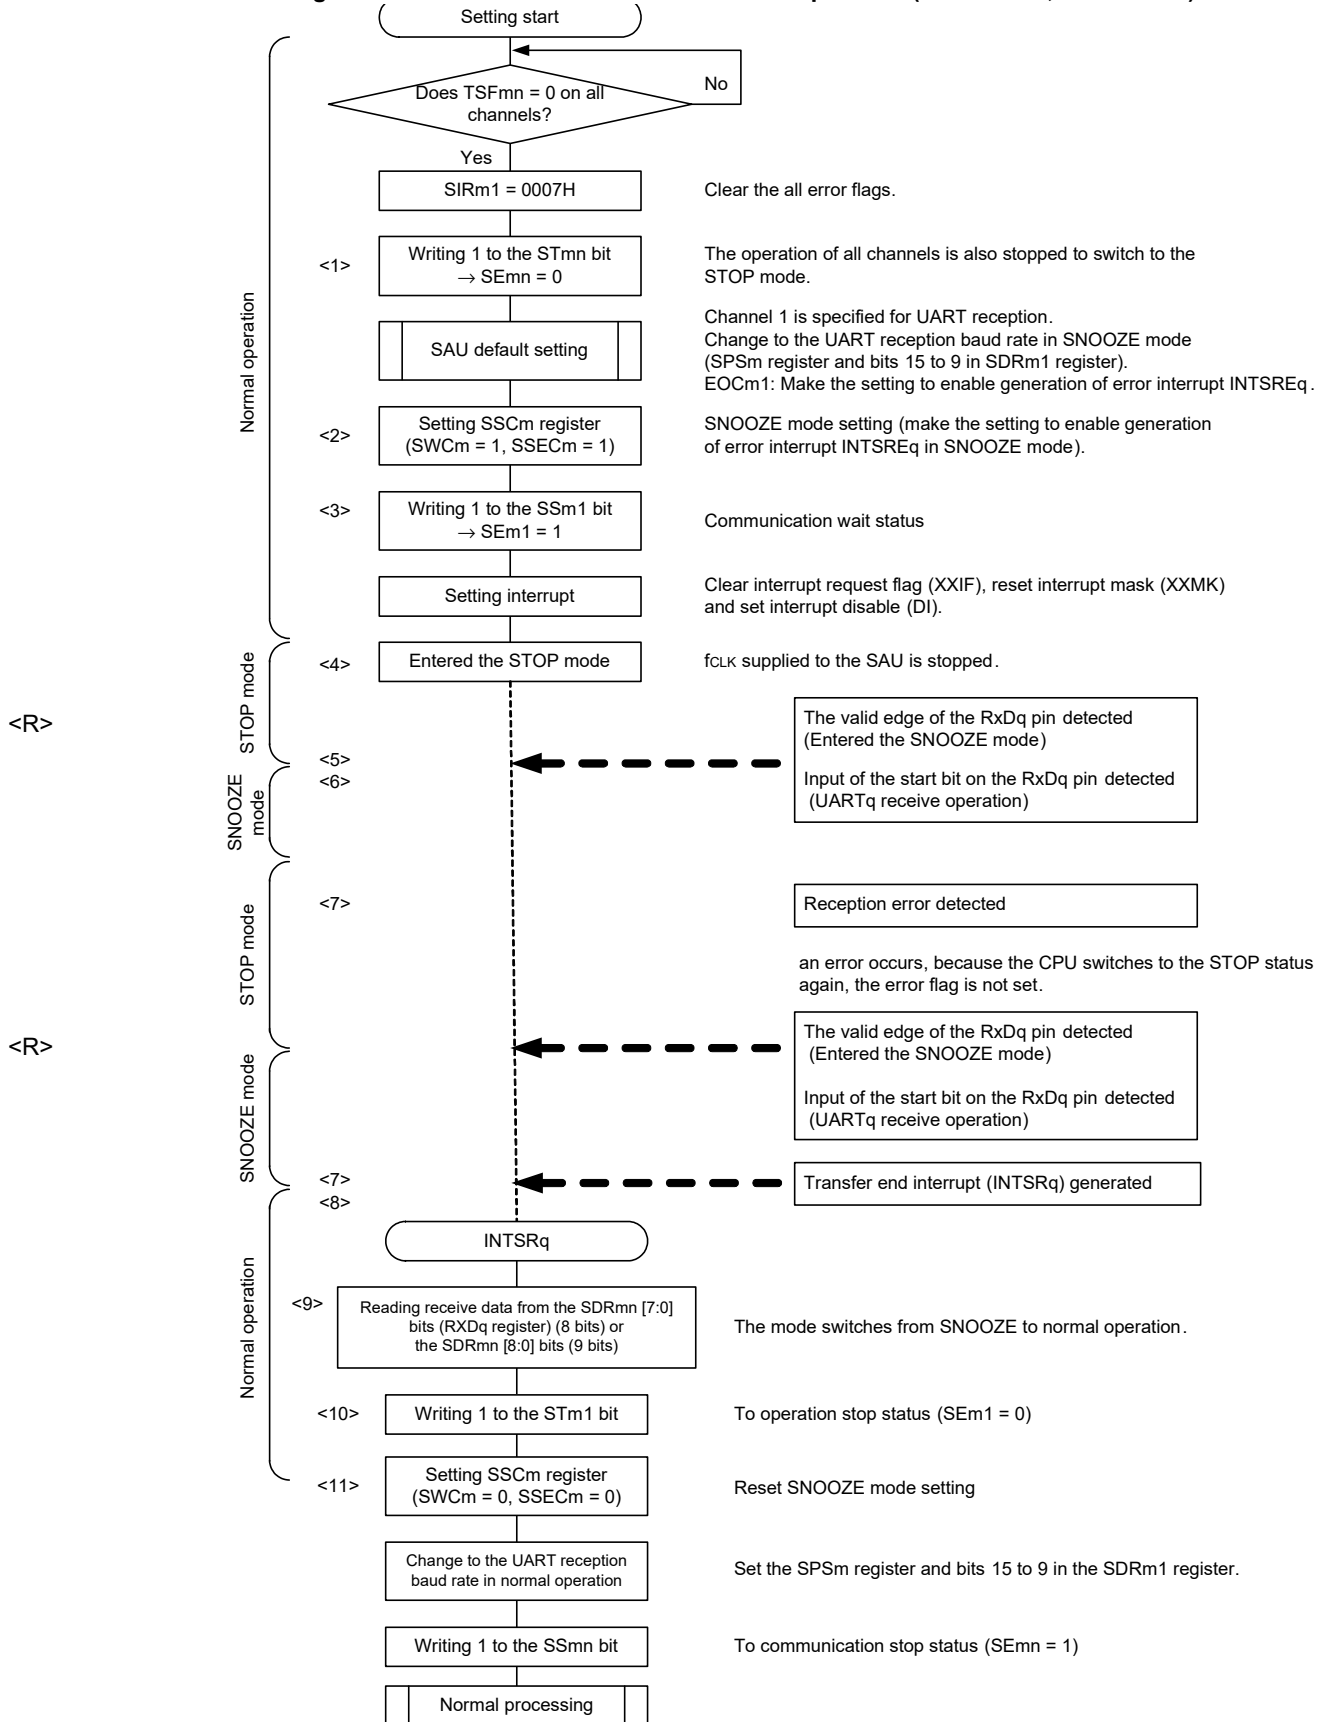 Setting start
No
Does TSFmn = 0 on all
channels?
Yes
SIRm1 = 0007H
Clear the all error flags.
<1>
Writing 1 to the STmn bit
→ SEmn = 0
The operation of all channels is also stopped to switch to the
STOP mode.
Normal operation
SAU default setting
Channel 1 is specified for UART reception.
Change to the UART reception baud rate in SNOOZE mode
(SPSm register and bits 15 to 9 in SDRm1 register).
EOCm1: Make the setting to enable generation of error interrupt INTSREq.
<2>
Setting SSCm register
(SWCm = 1, SSECm = 1)
SNOOZE mode setting (make the setting to enable generation
of error interrupt INTSREq in SNOOZE mode).
<3>
Writing 1 to the SSm1 bit
→ SEm1 = 1
Communication wait status
Setting interrupt
Clear interrupt request flag (XXIF), reset interrupt mask (XXMK)
and set interrupt disable (DI).
STOP mode
<4>
Entered the STOP mode
fCLK supplied to the SAU is stopped.
<R>
The valid edge of the RxDq pin detected
(Entered the SNOOZE mode)
Input of the start bit on the RxDq pin detected
(UARTq receive operation)
<5>
<6>
SNOOZE
mode
STOP mode
<7>
Reception error detected
an error occurs, because the CPU switches to the STOP status
again, the error flag is not set.
<R>
The valid edge of the RxDq pin detected
(Entered the SNOOZE mode)
Input of the start bit on the RxDq pin detected
(UARTq receive operation)
SNOOZE mode
<7>
<8>
Transfer end interrupt (INTSRq) generated
INTSRq
Normal operation
<9>
Reading receive data from the SDRmn [7:0]
bits (RXDq register) (8 bits) or
the SDRmn [8:0] bits (9 bits)
The mode switches from SNOOZE to normal operation.
<10>
Writing 1 to the STm1 bit
To operation stop status (SEm1 = 0)
<11>
Setting SSCm register
(SWCm = 0, SSECm = 0)
Reset SNOOZE mode setting
Change to the UART reception
baud rate in normal operation
Set the SPSm register and bits 15 to 9 in the SDRm1 register.
Writing 1 to the SSmn bit
To communication stop status (SEmn = 1)
Normal processing